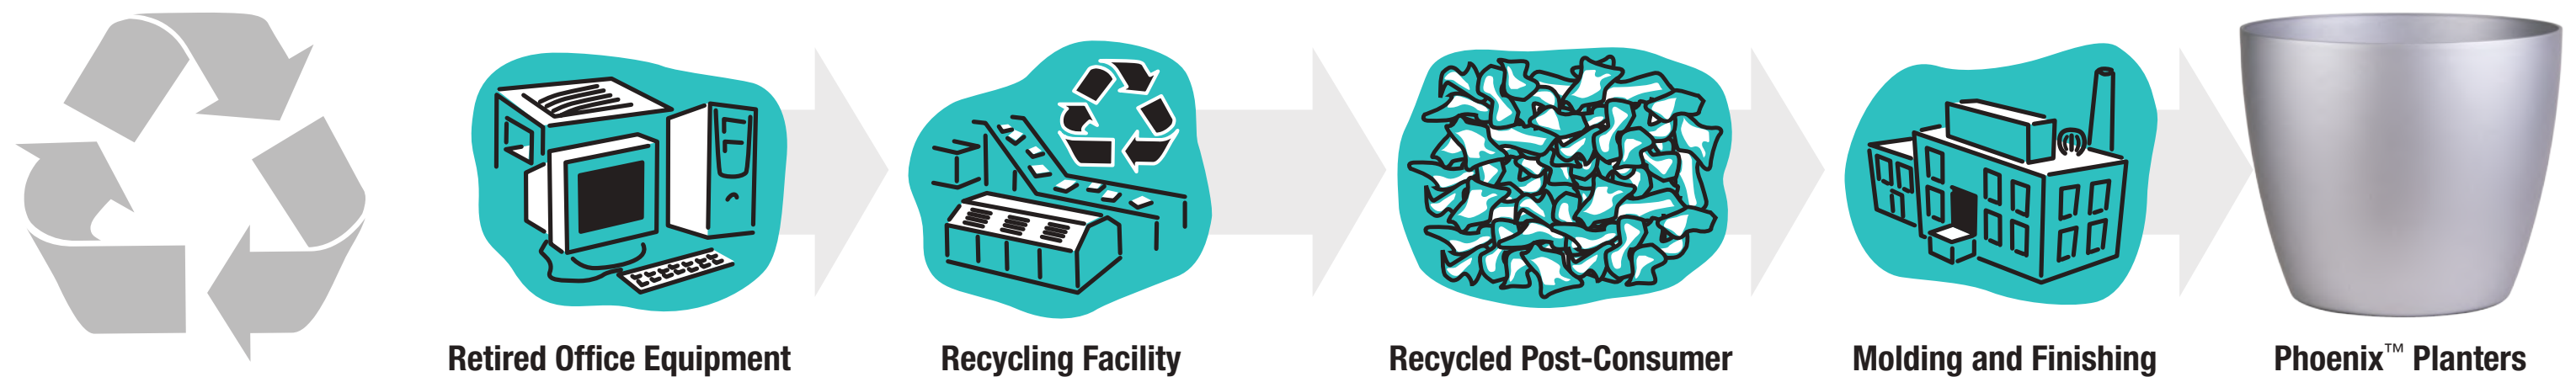 Retired Office Equipment
Recycling Facility
Recycled Post-Consumer
Molding and Finishing
Phoenix™ Planters